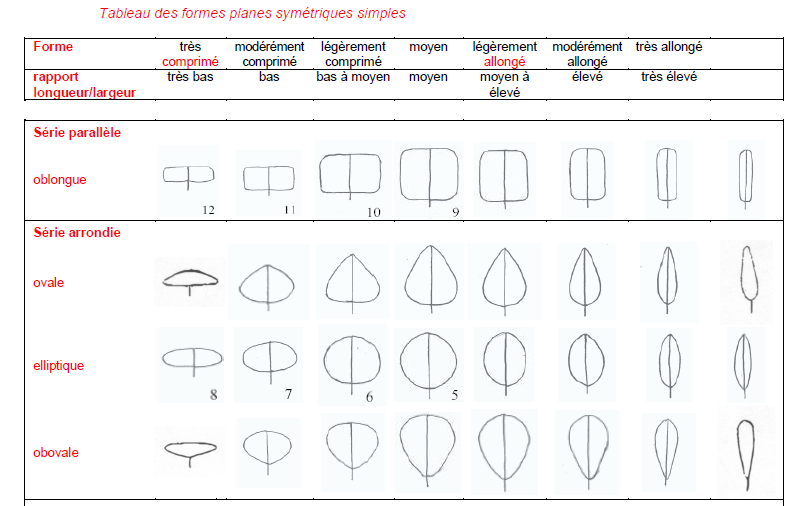 Tableau des formes planes symétriques simples
Forme très modérément légèrement moyen légèrement modérément très allongé
comprimé comprimé comprimé allongé allongé
rapport très bas bas bas à moyen moyen moyen à élevé très élevé
longueur/largeur élevé
Série parallèle
oblongue
12 11 10 9
Série arrondie
ovale
elliptique
8 7 6 5
obovale